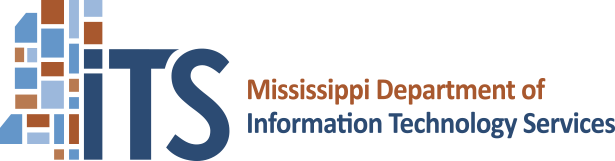 iTS
Mississippi Department of
Information Technology Services